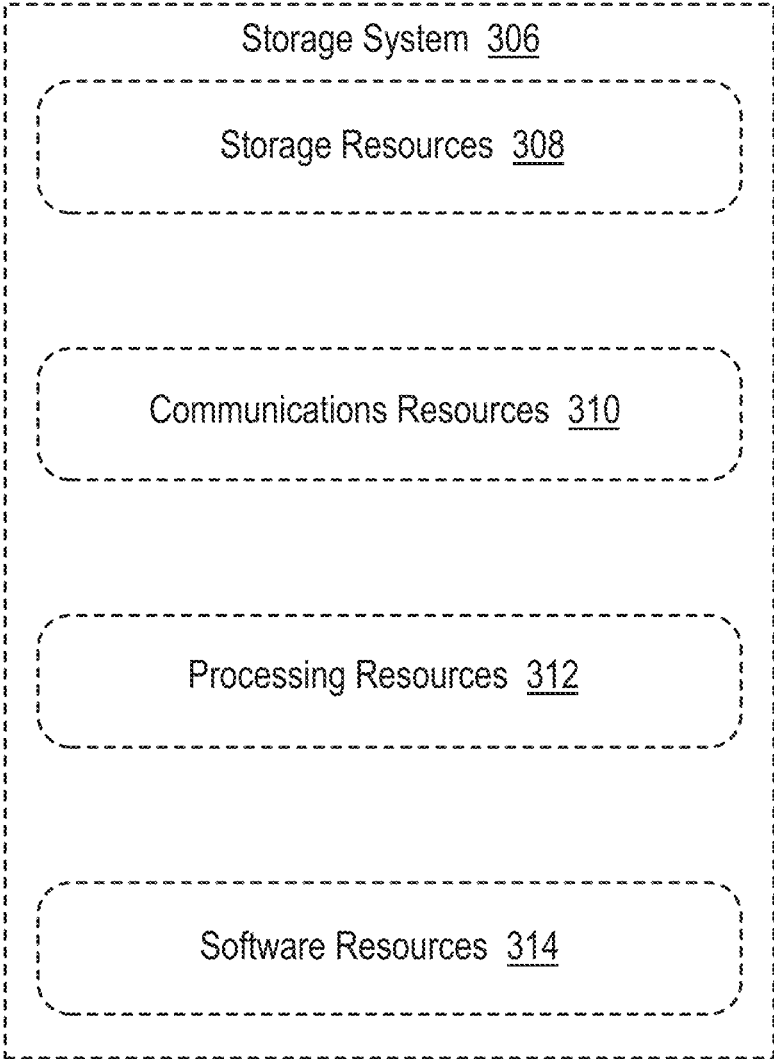 Storage System 306
Storage Resources 308
Communications Resources 310
Processing Resources 312
Software Resources 314